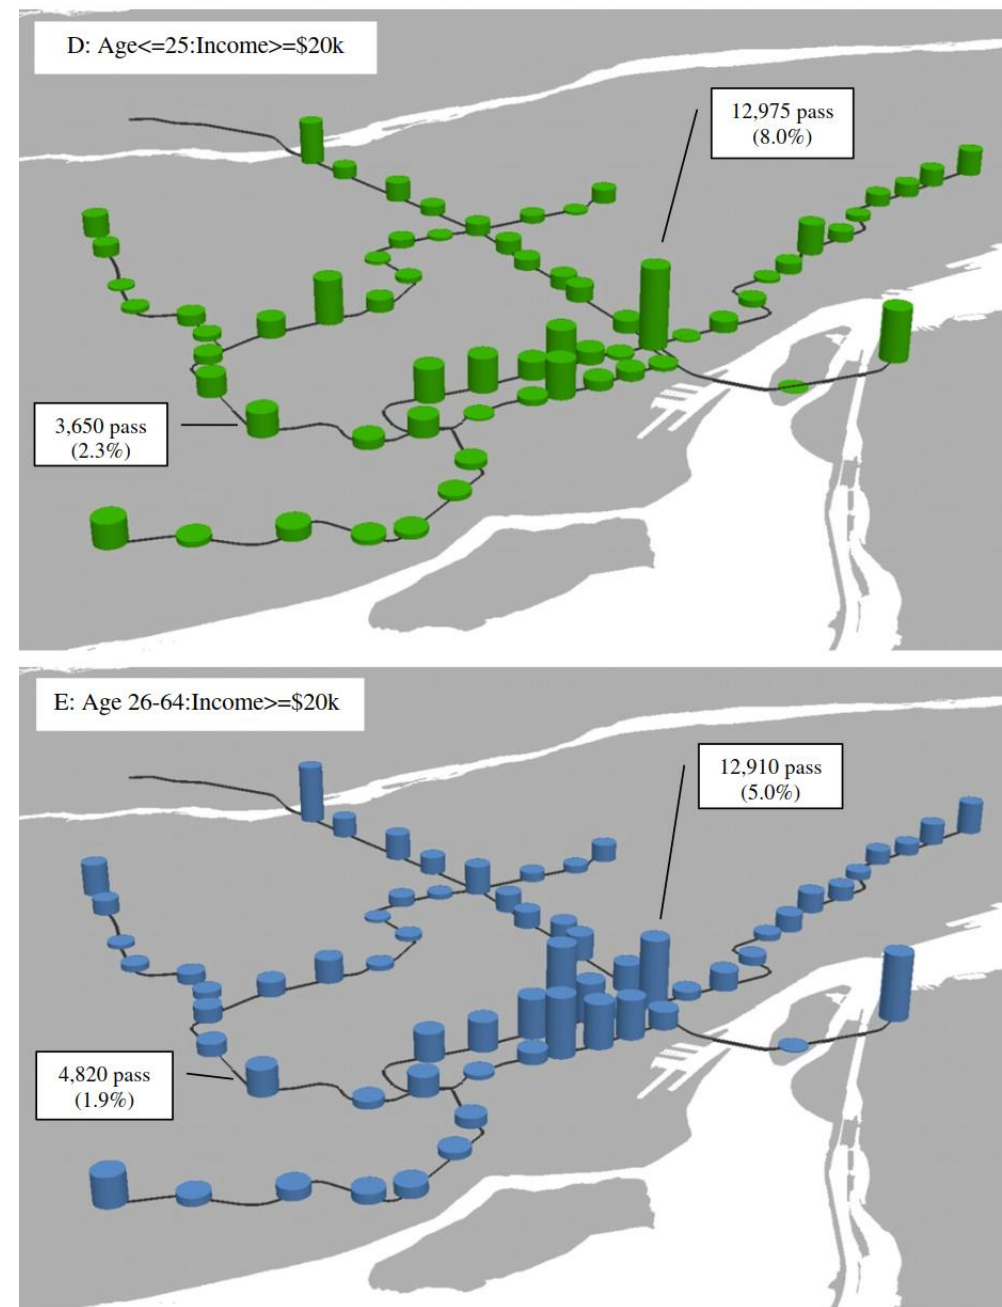 D: Age<=25:Income>=$20k
12,975 pass
(8.0%)
3,650 pass
(2.3%)
E: Age 26-64:Income>=$20k
12,910 pass
(5.0%)
4,820 pass
(1.9%)